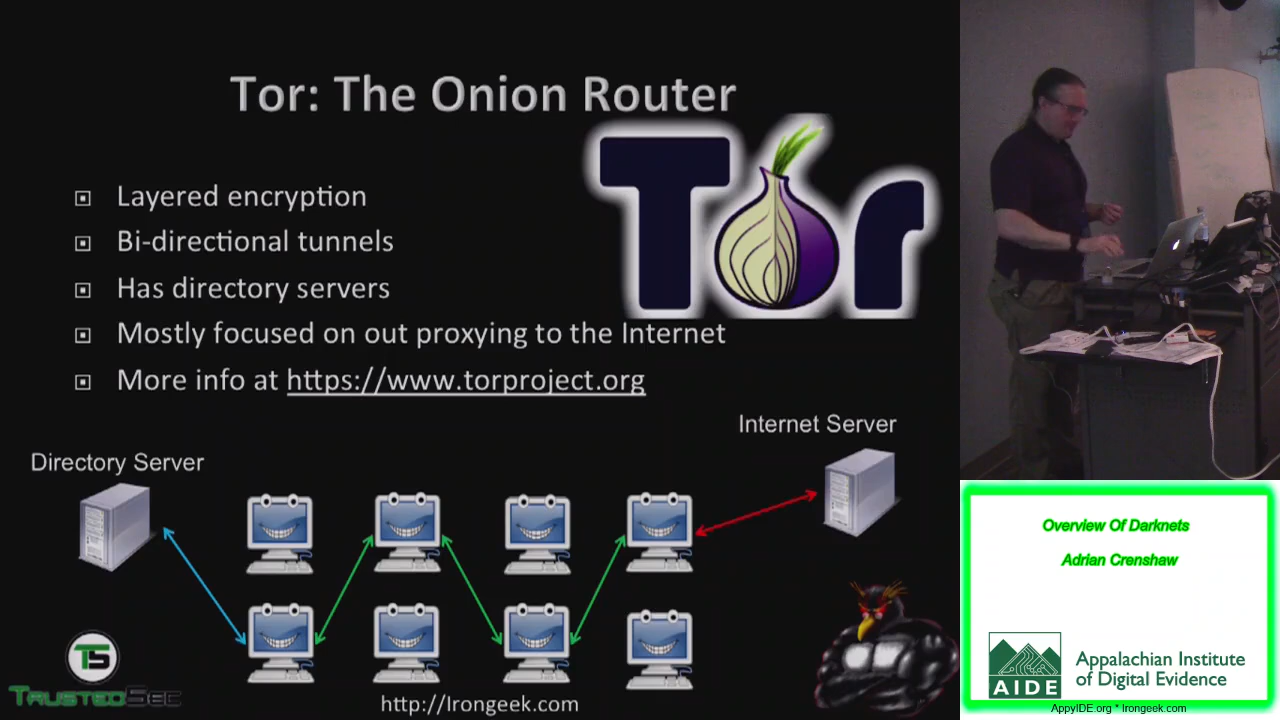 Tor: The Onion Router
Tor
Layered encryption
Bi-directional tunnels
Has directory servers
Mostly focused on out proxying to the Internet
More info at https://www.torproject.org
Internet Server
Directory Server
TS
TRUSTEDSEC
http://Irongeek.com
Overview Of Darknets
Adrian Crenshaw
AIDE
Appalachian Institute
of Digital Evidence
AppyIDE.org * Irongeek.com